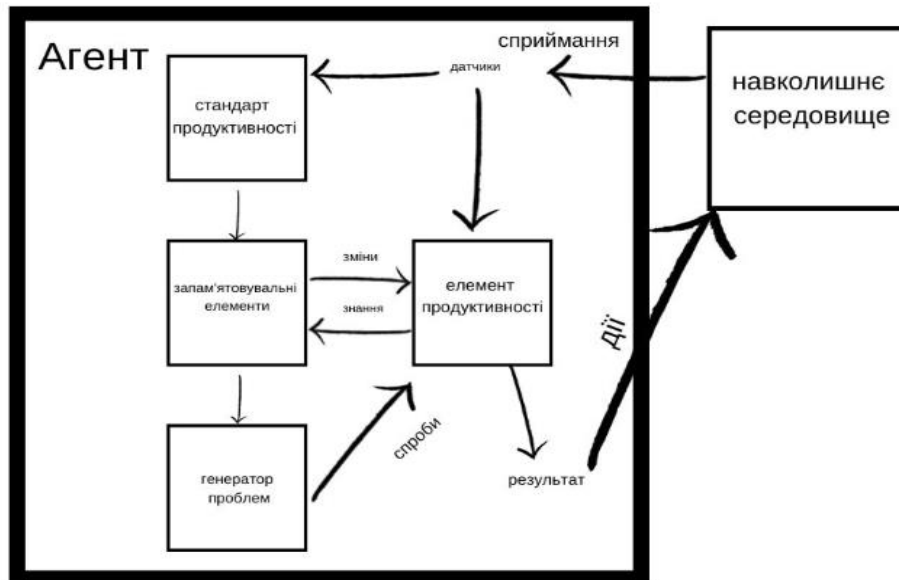 Агент
сприймання
датчики
навколишнє
середовище
стандарт
продуктивності
запам'ятовувальні
елементи
зміни
знання
елемент
продуктивності
генератор
проблем
спроби
результат
дії